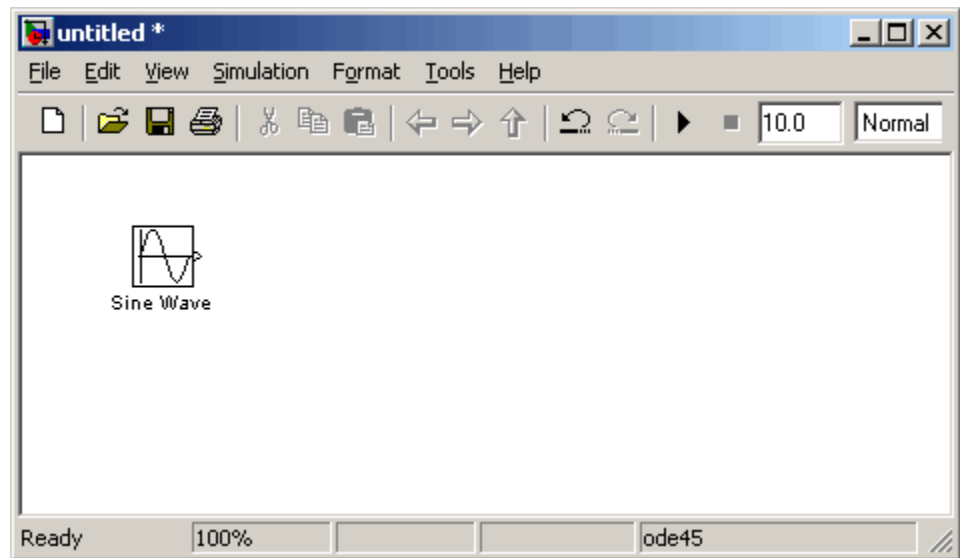 untitled *
File Edit View Simulation Format Tools Help
10.0 Normal
Sine Wave
Ready 100% ode45